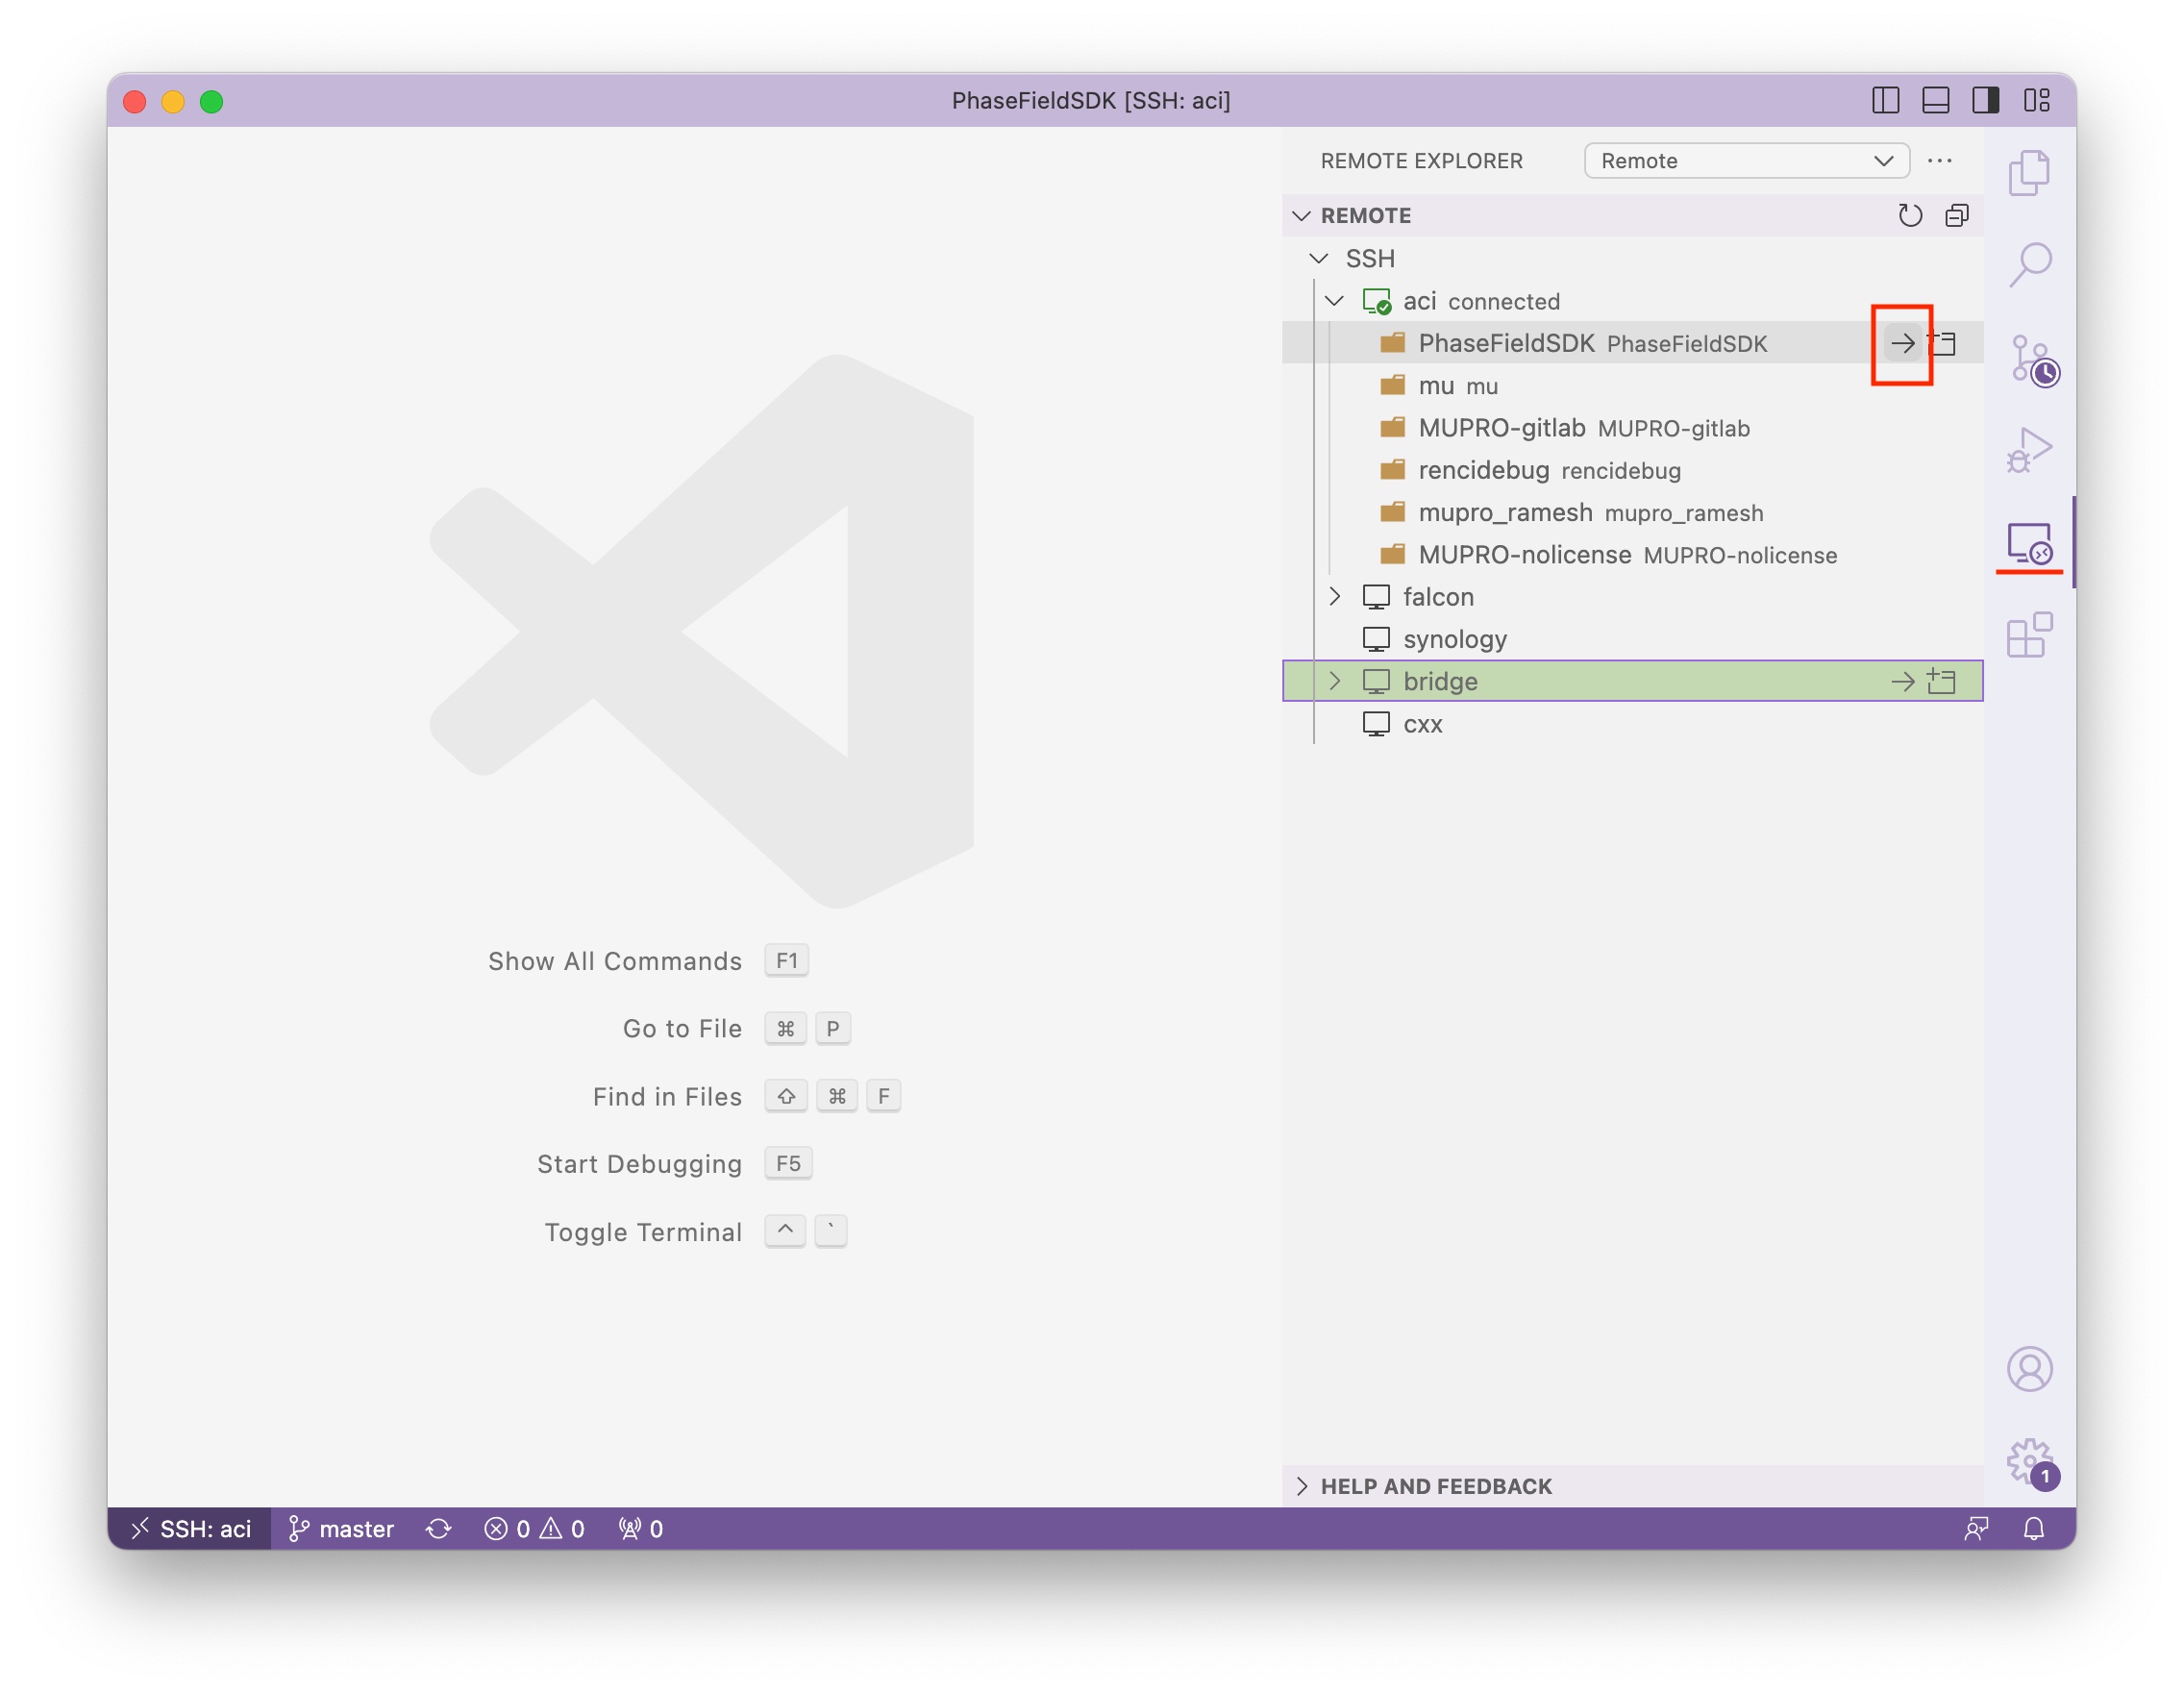 PhaseFieldSDK [SSH: aci]
REMOTE EXPLORER Remote
REMOTE
SSH
aci connected
PhaseFieldSDK PhaseFieldSDK
mu mu
MUPRO-gitlab MUPRO-gitlab
rencidebug rencidebug
mupro_ramesh mupro_ramesh
MUPRO-nolicense MUPRO-nolicense
falcon
synology
bridge
cxx
Show All Commands F1
Go to File ⌘ P
Find in Files ⇧ ⌘ F
Start Debugging F5
Toggle Terminal ^ `
HELP AND FEEDBACK
1
SSH: aci master 0 0 0